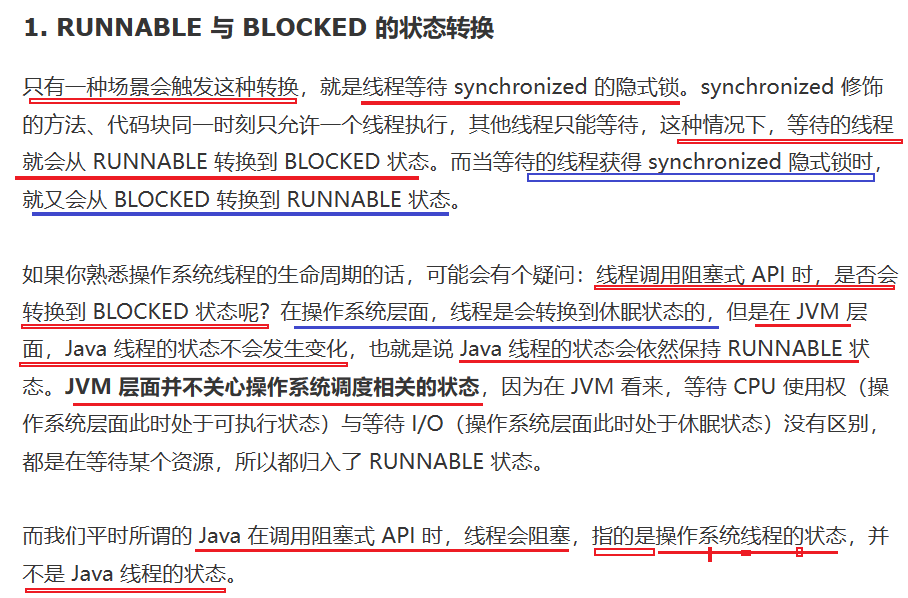 1. RUNNABLE 与 BLOCKED 的状态转换
只有一种场景会触发这种转换，就是线程等待 synchronized 的隐式锁。synchronized 修饰
的方法、代码块同一时刻只允许一个线程执行，其他线程只能等待，这种情况下，等待的线程
就会从 RUNNABLE 转换到 BLOCKED 状态。而当等待的线程获得 synchronized 隐式锁时，
就又会从 BLOCKED 转换到 RUNNABLE 状态。
如果你熟悉操作系统线程的生命周期的话，可能会有个疑问：线程调用阻塞式 API 时，是否会
转换到 BLOCKED 状态呢？在操作系统层面，线程是会转换到休眠状态的，但是在 JVM 层
面，Java 线程的状态不会发生变化，也就是说 Java 线程的状态会依然保持 RUNNABLE 状
态。JVM 层面并不关心操作系统调度相关的状态，因为在 JVM 看来，等待 CPU 使用权（操
作系统层面此时处于可执行状态）与等待 I/O（操作系统层面此时处于休眠状态）没有区别，
都是在等待某个资源，所以都归入了 RUNNABLE 状态。
而我们平时所谓的 Java 在调用阻塞式 API 时，线程会阻塞，指的是操作系统线程的状态，并
不是 Java 线程的状态。